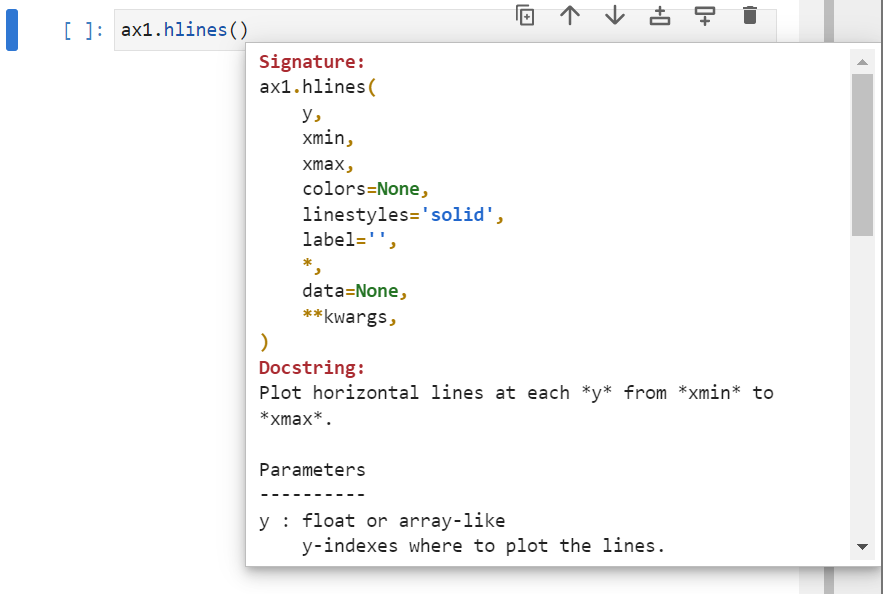 [ ]: ax1.hlines()
Signature:
ax1.hlines(
    y,
    xmin,
    xmax,
    colors=None,
    linestyles='solid',
    label='',
    *,
    data=None,
    **kwargs,
)
Docstring:
Plot horizontal lines at each *y* from *xmin* to
*xmax*.

Parameters
----------
y : float or array-like
    y-indexes where to plot the lines.